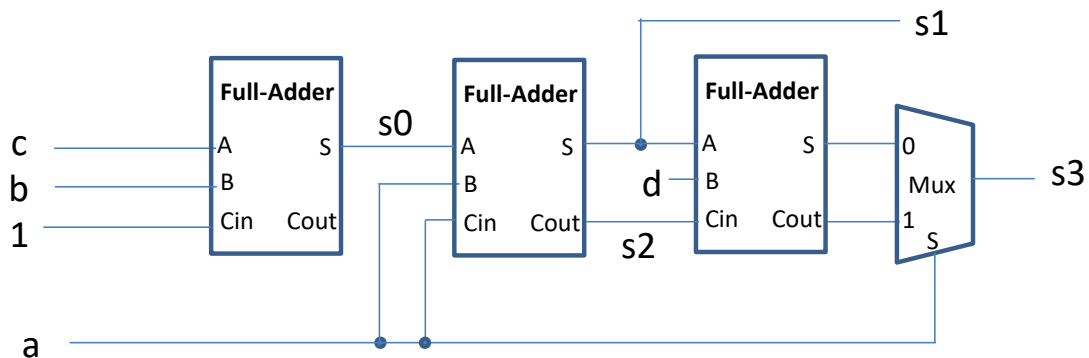 s1
Full-Adder
Full-Adder
Full-Adder
s0
c
A
S
A
S
A
S
0
b
B
B
d
B
Mux
s3
1
Cin
Cout
Cin
Cout
s2
Cin
Cout
1
S
a